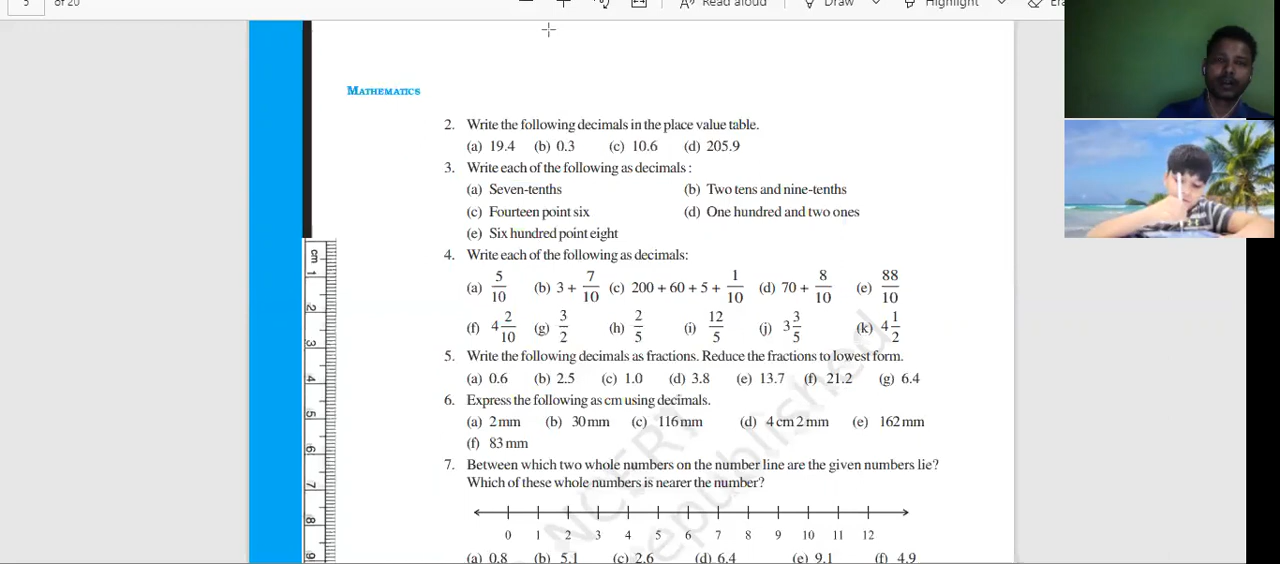 5 of 20
Read aloud Draw Highlight
MATHEMATICS
2. Write the following decimals in the place value table.
(a) 19.4 (b) 0.3 (c) 10.6 (d) 205.9
3. Write each of the following as decimals :
(a) Seven-tenths (b) Two tens and nine-tenths
(c) Fourteen point six (d) One hundred and two ones
(e) Six hundred point eight
4. Write each of the following as decimals:
(a) 5/10 (b) 3 + 7/10 (c) 200 + 60 + 5 + 1/10 (d) 70 + 8/10 (e) 88/10
(f) 4 2/10 (g) 3/2 (h) 2/5 (i) 12/5 (j) 3 3/5 (k) 4 1/2
5. Write the following decimals as fractions. Reduce the fractions to lowest form.
(a) 0.6 (b) 2.5 (c) 1.0 (d) 3.8 (e) 13.7 (f) 21.2 (g) 6.4
6. Express the following as cm using decimals.
(a) 2 mm (b) 30 mm (c) 116 mm (d) 4 cm 2 mm (e) 162 mm
(f) 83 mm
7. Between which two whole numbers on the number line are the given numbers lie?
Which of these whole numbers is nearer the number?
0 1 2 3 4 5 6 7 8 9 10 11 12
(a) 0.8 (b) 5.1 (c) 2.6 (d) 6.4 (e) 9.1 (f) 4.9
cm 1 2 3 4 5 6 7 8 9
NCERT
republished